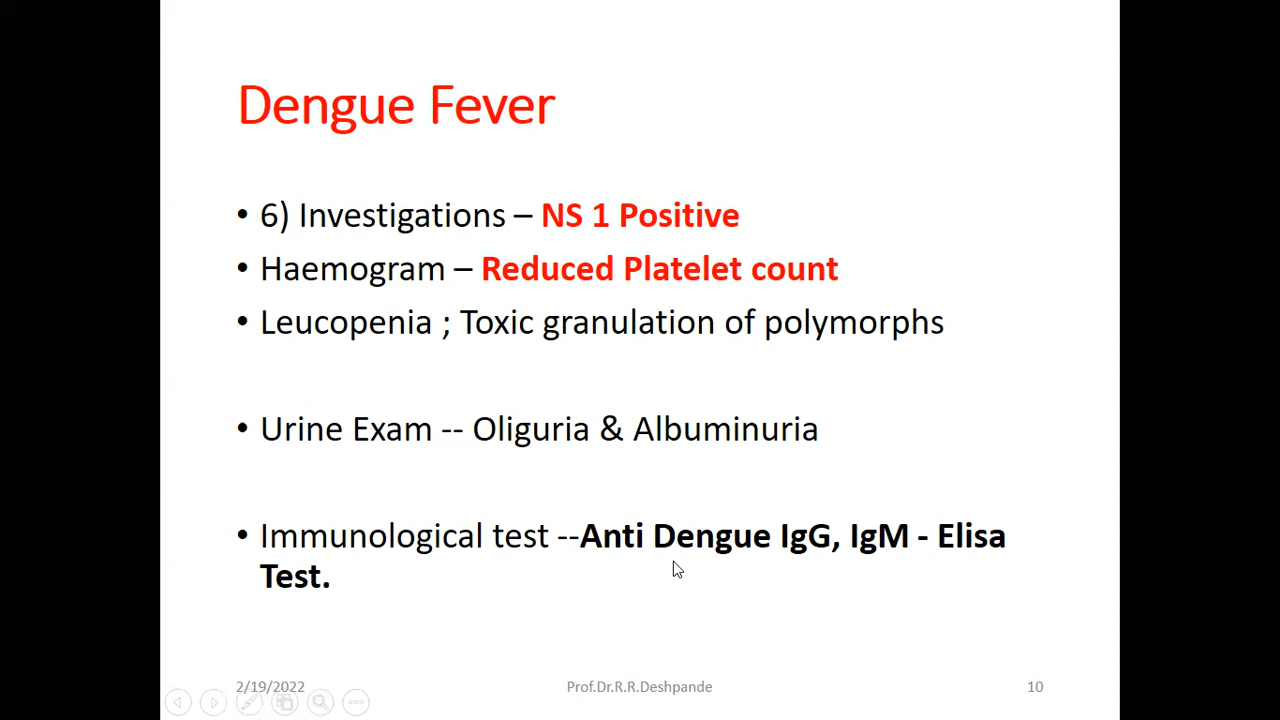 Dengue Fever
• 6) Investigations – NS 1 Positive
• Haemogram – Reduced Platelet count
• Leucopenia ; Toxic granulation of polymorphs
• Urine Exam -- Oliguria & Albuminuria
• Immunological test --Anti Dengue IgG, IgM - Elisa
Test.
2/19/2022 Prof.Dr.R.R.Deshpande 10